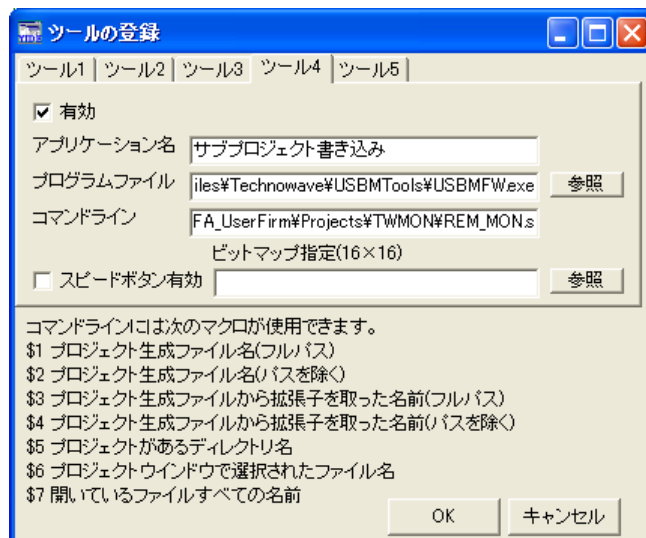 YIDE ツールの登録
ツール1 ツール2 ツール3 ツール4 ツール5
有効
アプリケーション名 サブプロジェクト書き込み
プログラムファイル iles¥Technowave¥USBMTools¥USBMFW.exe 参照
コマンドライン FA_UserFirm¥Projects¥TWMON¥REM_MON.s
ビットマップ指定(16×16)
スピードボタン有効 参照
コマンドラインには次のマクロが使用できます。
$1 プロジェクト生成ファイル名(フルパス)
$2 プロジェクト生成ファイル名(パスを除く)
$3 プロジェクト生成ファイルから拡張子を取った名前(フルパス)
$4 プロジェクト生成ファイルから拡張子を取った名前(パスを除く)
$5 プロジェクトがあるディレクトリ名
$6 プロジェクトウインドウで選択されたファイル名
$7 開いているファイルすべての名前
OK キャンセル